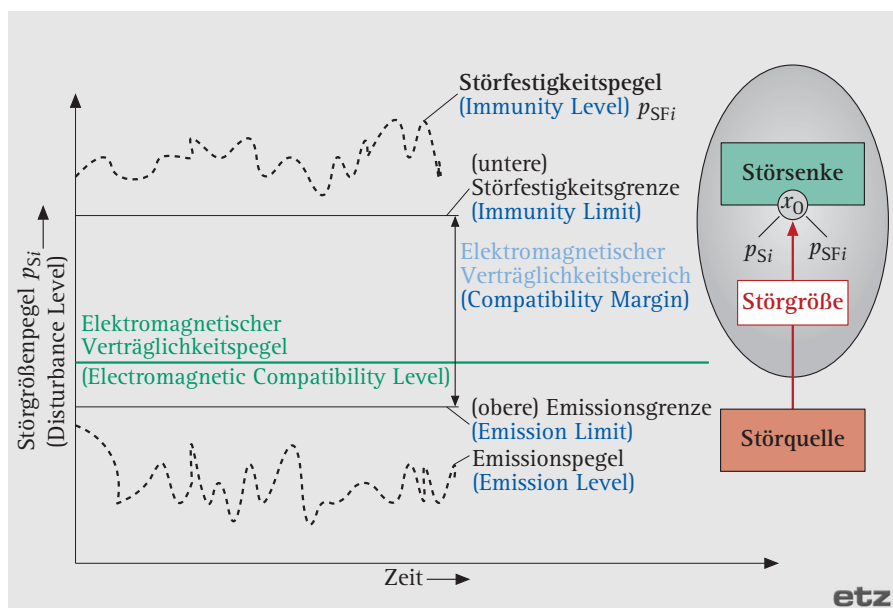 Störfestigkeitspegel
(Immunity Level) pSFi
(untere)
Störfestigkeitsgrenze
(Immunity Limit)
Elektromagnetischer
Verträglichkeitsbereich
(Compatibility Margin)
Elektromagnetischer
Verträglichkeitspegel
(Electromagnetic Compatibility Level)
(obere) Emissionsgrenze
(Emission Limit)
Emissionspegel
(Emission Level)
Störgrößenpegel pSi
(Disturbance Level)
Zeit
Störsenke
x0
pSi pSFi
Störgröße
Störquelle
etz